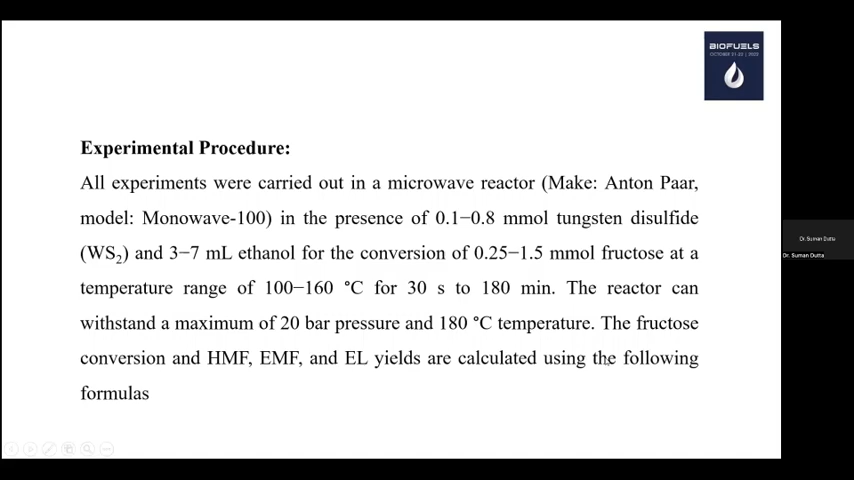 BIOFUELS
OCTOBER 21-22 | 2022
Experimental Procedure:
All experiments were carried out in a microwave reactor (Make: Anton Paar,
model: Monowave-100) in the presence of 0.1−0.8 mmol tungsten disulfide
(WS₂) and 3−7 mL ethanol for the conversion of 0.25−1.5 mmol fructose at a
temperature range of 100−160 °C for 30 s to 180 min. The reactor can
withstand a maximum of 20 bar pressure and 180 °C temperature. The fructose
conversion and HMF, EMF, and EL yields are calculated using the following
formulas
Dr. Suman Dutta
Dr. Suman Dutta